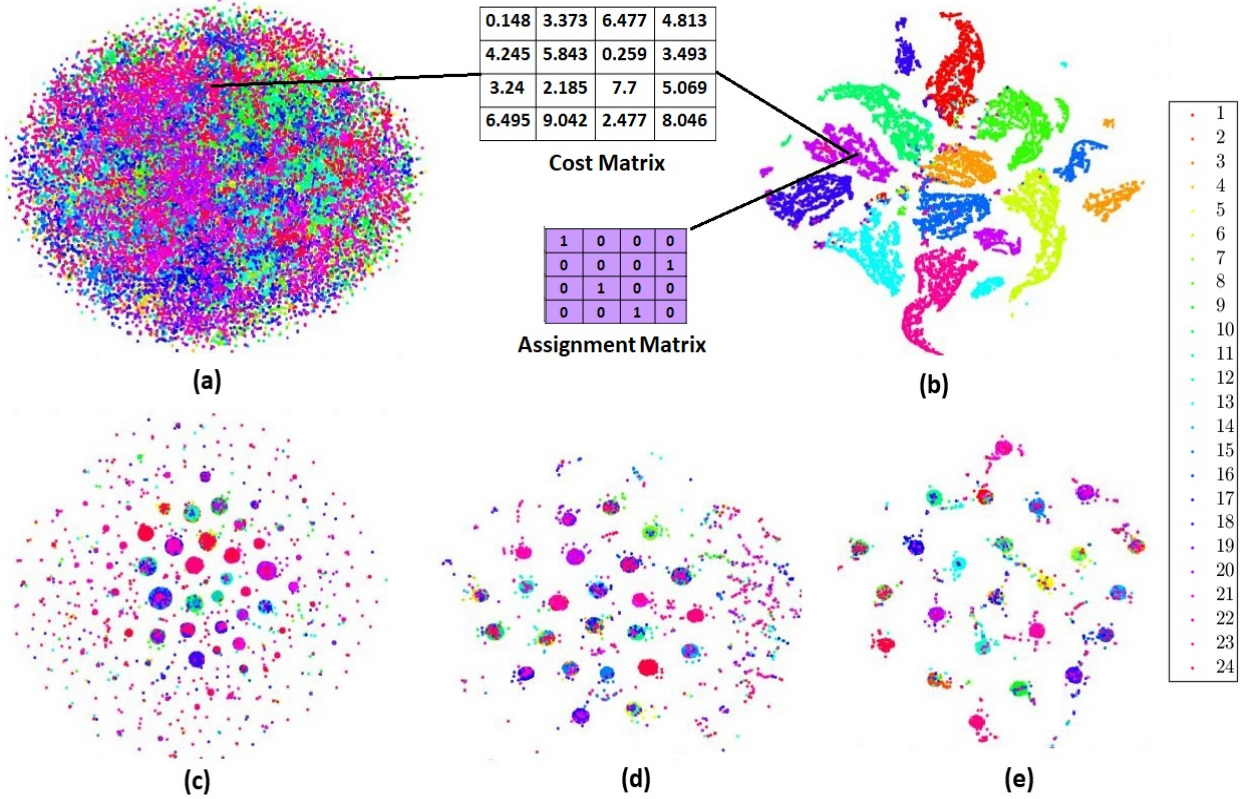 0.148 3.373 6.477 4.813
4.245 5.843 0.259 3.493
3.24 2.185 7.7 5.069
6.495 9.042 2.477 8.046
Cost Matrix
1 0 0 0
0 0 0 1
0 1 0 0
0 0 1 0
Assignment Matrix
(a)
(b)
1
2
3
4
5
6
7
8
9
10
11
12
13
14
15
16
17
18
19
20
21
22
23
24
(c)
(d)
(e)